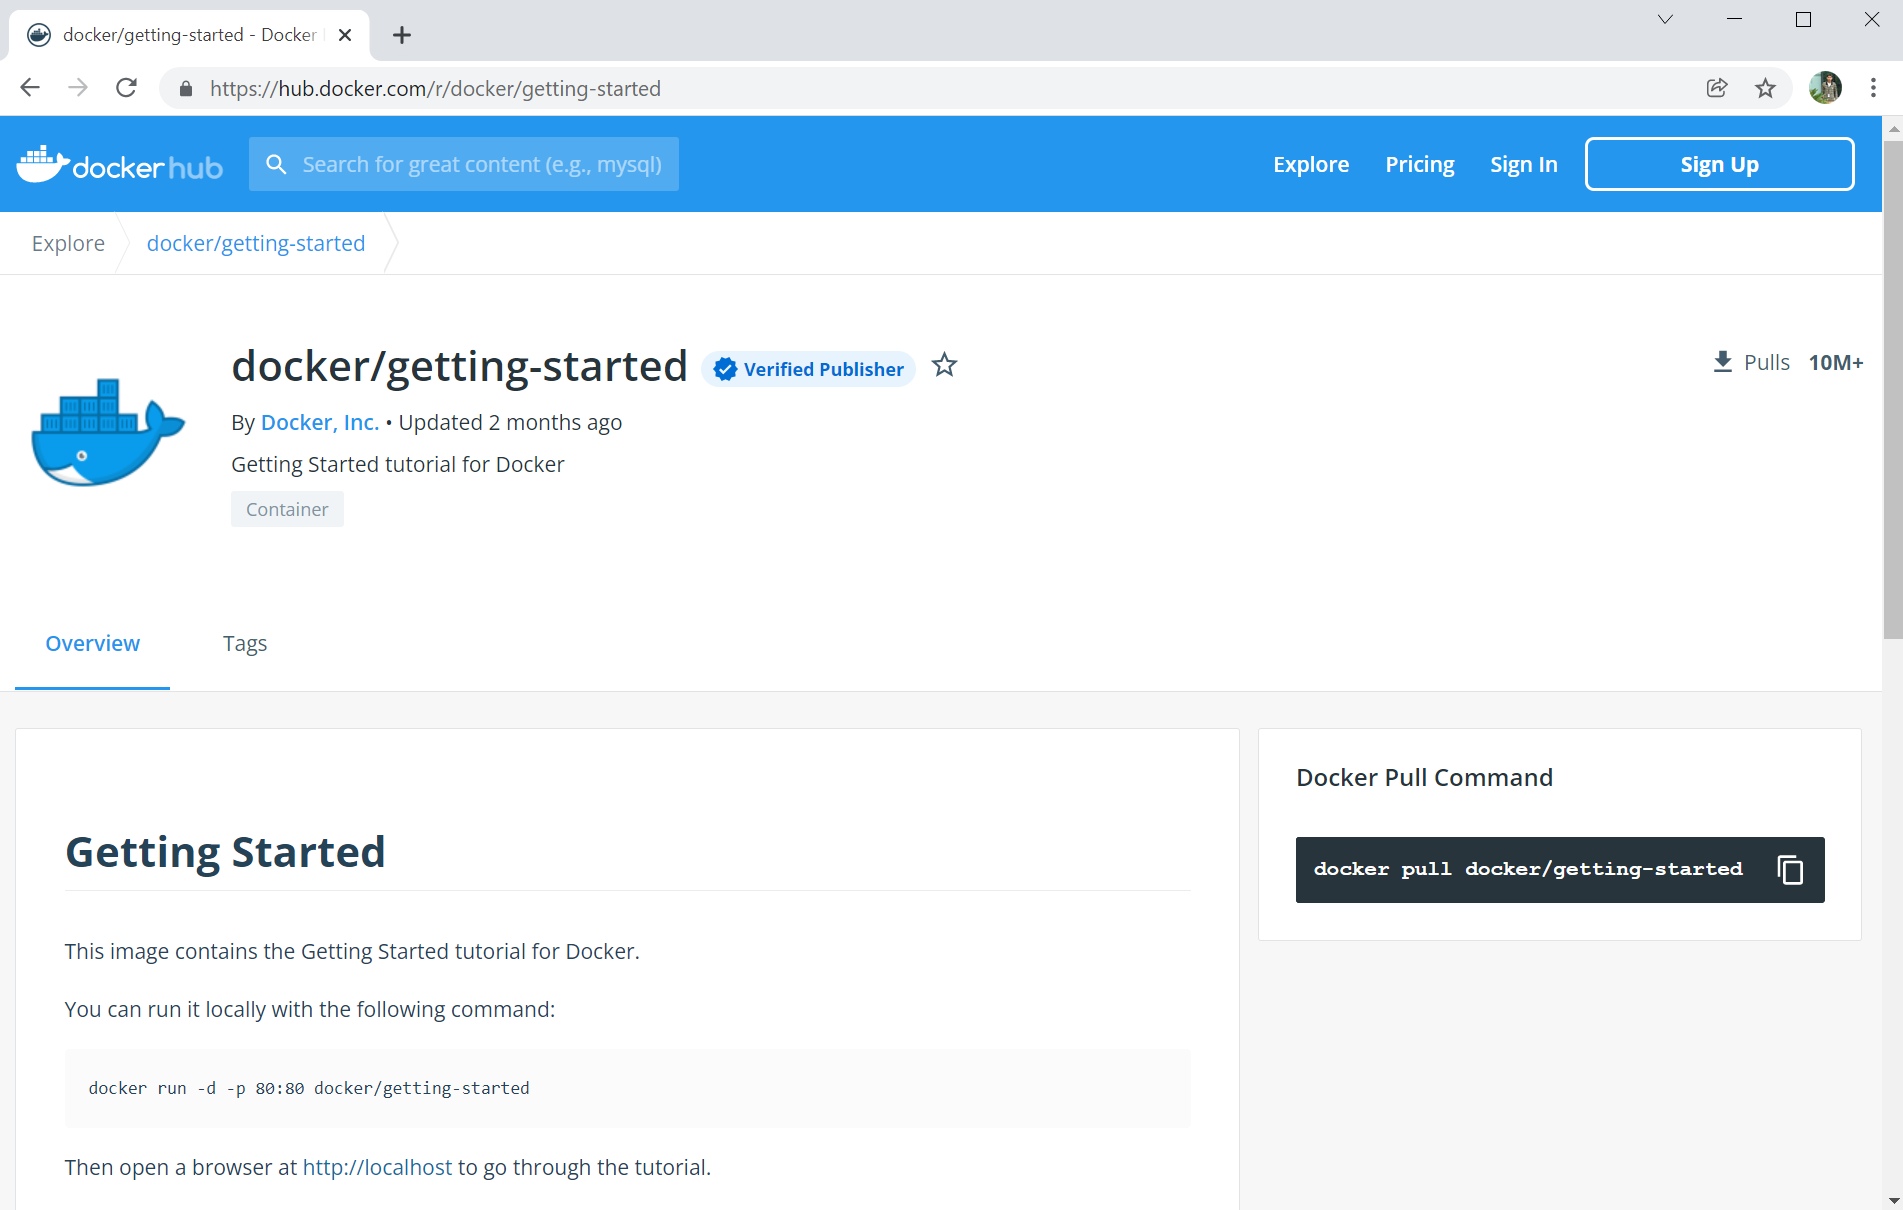 docker/getting-started - Docker
https://hub.docker.com/r/docker/getting-started
docker hub
Search for great content (e.g., mysql)
Explore
Pricing
Sign In
Sign Up
Explore
docker/getting-started
docker/getting-started
Verified Publisher
Pulls 10M+
By Docker, Inc. • Updated 2 months ago
Getting Started tutorial for Docker
Container
Overview
Tags
Getting Started
This image contains the Getting Started tutorial for Docker.
You can run it locally with the following command:
docker run -d -p 80:80 docker/getting-started
Then open a browser at http://localhost to go through the tutorial.
Docker Pull Command
docker pull docker/getting-started